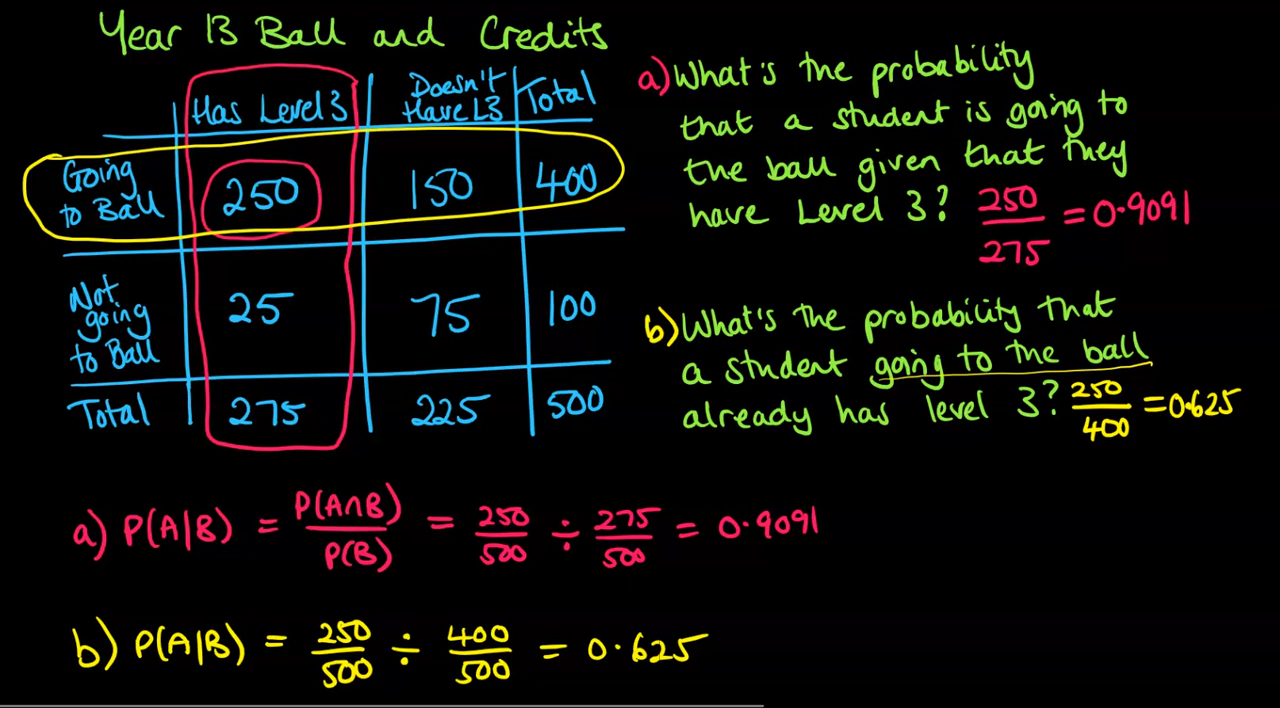 Year 13 Ball and Credits
Has Level 3 Doesn't Have L3 Total
Going to Ball 250 150 400
Not going to Ball 25 75 100
Total 275 225 500
a) What's the probability
that a student is going to
the ball given that they
have Level 3? 250/275 = 0.9091
b) What's the probability that
a student going to the ball
already has level 3? 250/400 = 0.625
a) P(A|B) = P(A∩B)/P(B) = 250/500 ÷ 275/500 = 0.9091
b) P(A|B) = 250/500 ÷ 400/500 = 0.625